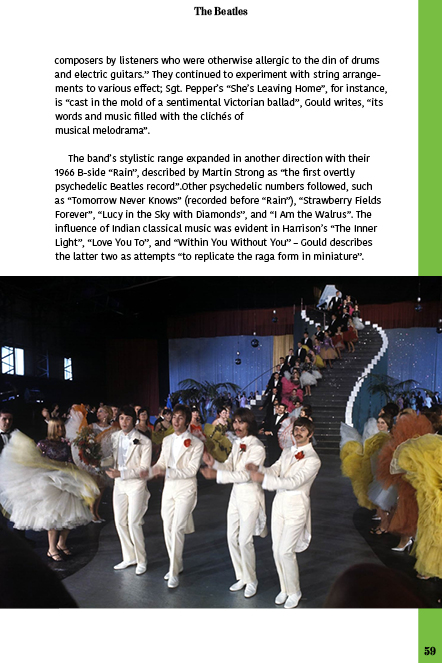 The Beatles
composers by listeners who were otherwise allergic to the din of drums
and electric guitars.” They continued to experiment with string arrange-
ments to various effect; Sgt. Pepper’s “She’s Leaving Home”, for instance,
is “cast in the mold of a sentimental Victorian ballad”, Gould writes, “its
words and music filled with the clichés of
musical melodrama”.
The band’s stylistic range expanded in another direction with their
1966 B-side “Rain”, described by Martin Strong as “the first overtly
psychedelic Beatles record”.Other psychedelic numbers followed, such
as “Tomorrow Never Knows” (recorded before “Rain”), “Strawberry Fields
Forever”, “Lucy in the Sky with Diamonds”, and “I Am the Walrus”. The
influence of Indian classical music was evident in Harrison’s “The Inner
Light”, “Love You To”, and “Within You Without You” – Gould describes
the latter two as attempts “to replicate the raga form in miniature”.
59